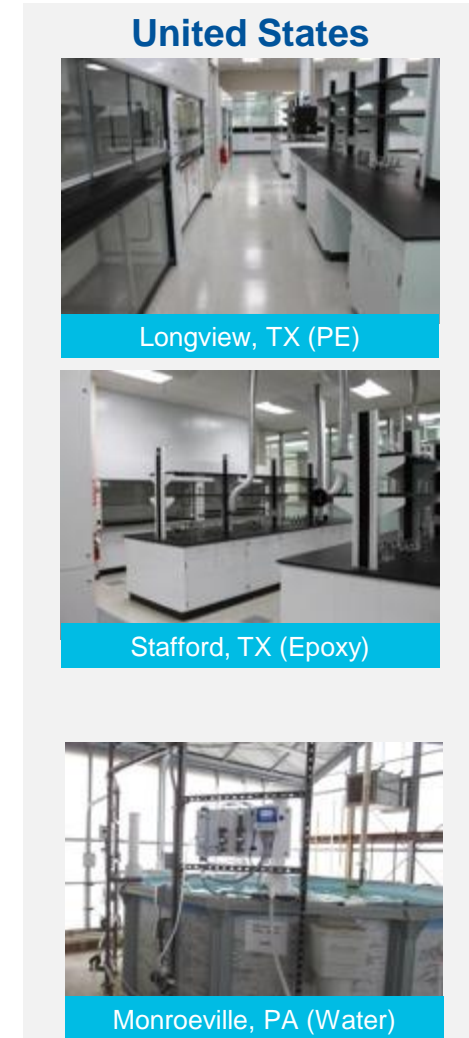 United States
Longview, TX (PE)
Stafford, TX (Epoxy)
Monroeville, PA (Water)